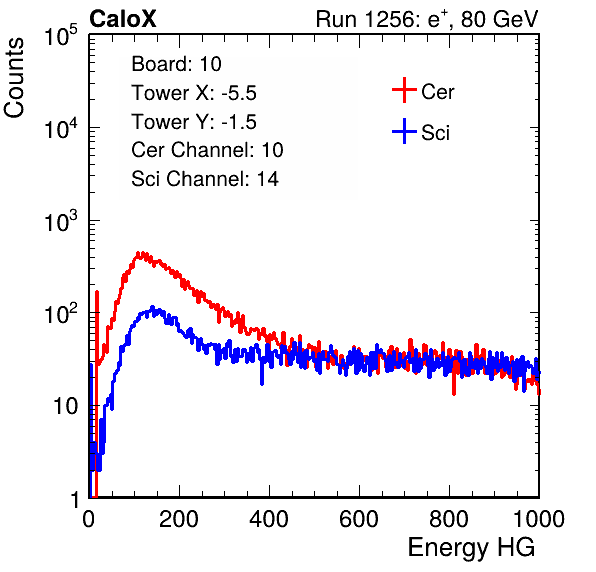 CaloX Run 1256: e⁺, 80 GeV
10⁵
Board: 10
Tower X: -5.5
Tower Y: -1.5
Cer Channel: 10
Sci Channel: 14
Cer
Sci
Counts
10⁴
10³
10²
10
1
0 200 400 600 800 1000
Energy HG